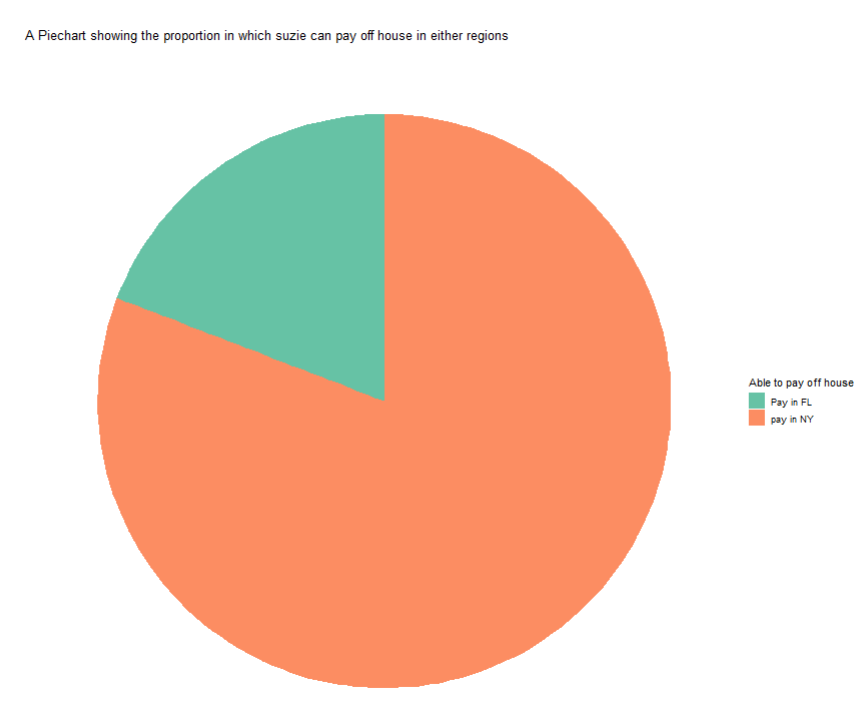 A Piechart showing the proportion in which suzie can pay off house in either regions
Able to pay off house
Pay in FL
pay in NY